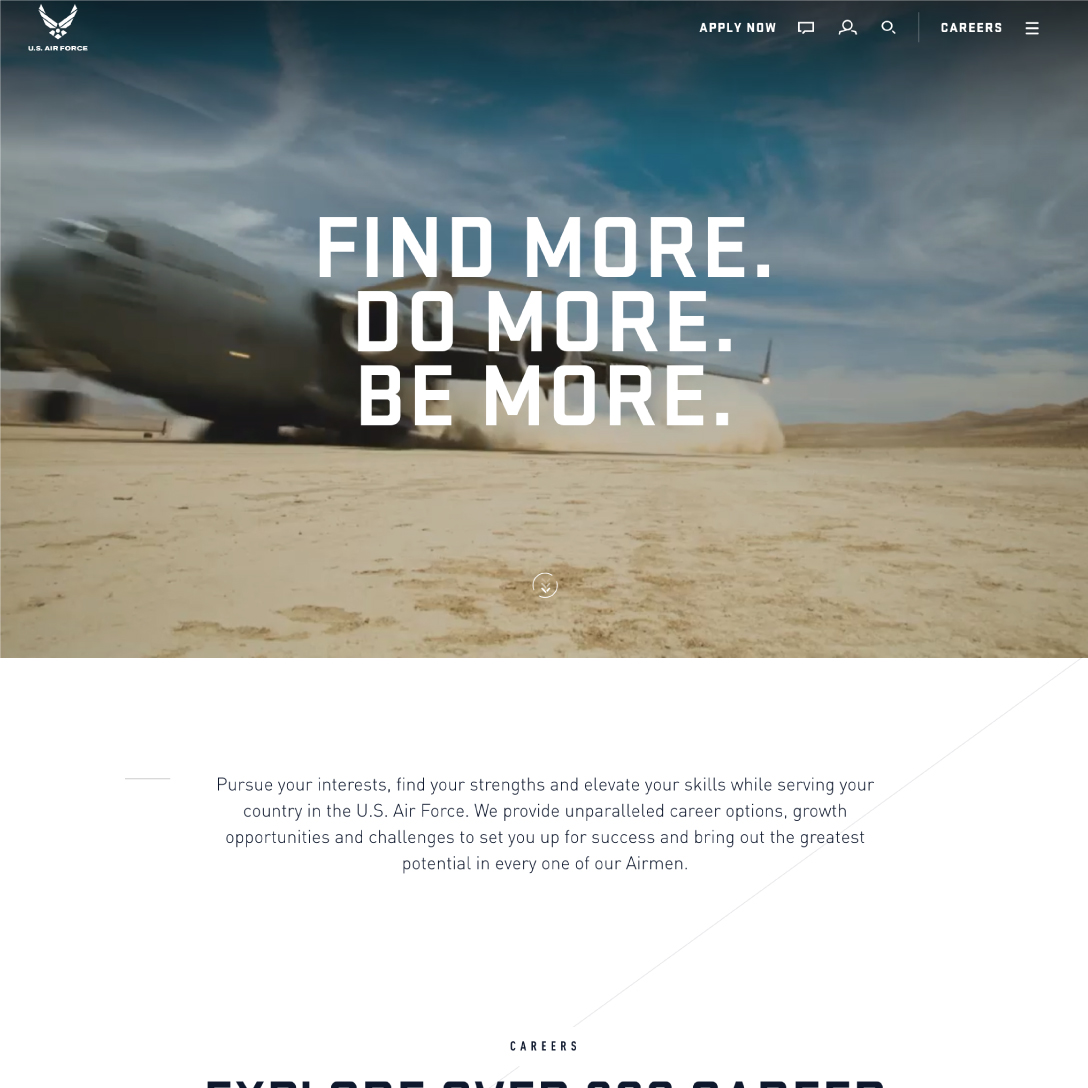 U.S. AIR FORCE
APPLY NOW
CAREERS
FIND MORE.
DO MORE.
BE MORE.
Pursue your interests, find your strengths and elevate your skills while serving your
country in the U.S. Air Force. We provide unparalleled career options, growth
opportunities and challenges to set you up for success and bring out the greatest
potential in every one of our Airmen.
CAREERS
EXPLORE OVER CAREER